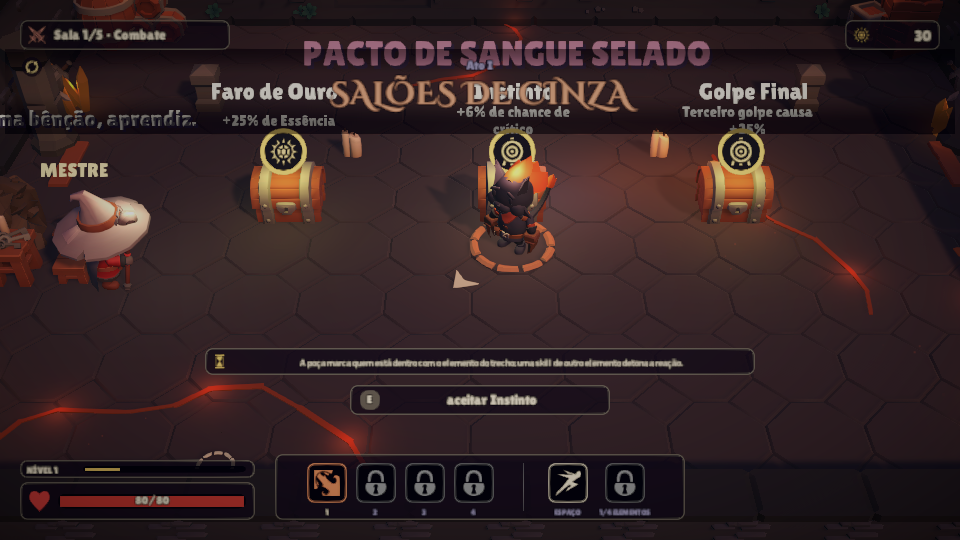 Sala 1/5 - Combate
30
PACTO DE SANGUE SELADO
Ato 1
SALÕES DE CINZA
Faro de Ouro
+25% de Essência
Instinto
+6% de chance de
crítico
Golpe Final
Terceiro golpe causa
+35%
ma bênção, aprendiz.
MESTRE
A poça marca quem está dentro com o elemento do trecho; uma skill de outro elemento detona a reação.
E
aceitar Instinto
NÍVEL 1
80/80
1
2
3
4
ESPAÇO
1/4 ELEMENTOS